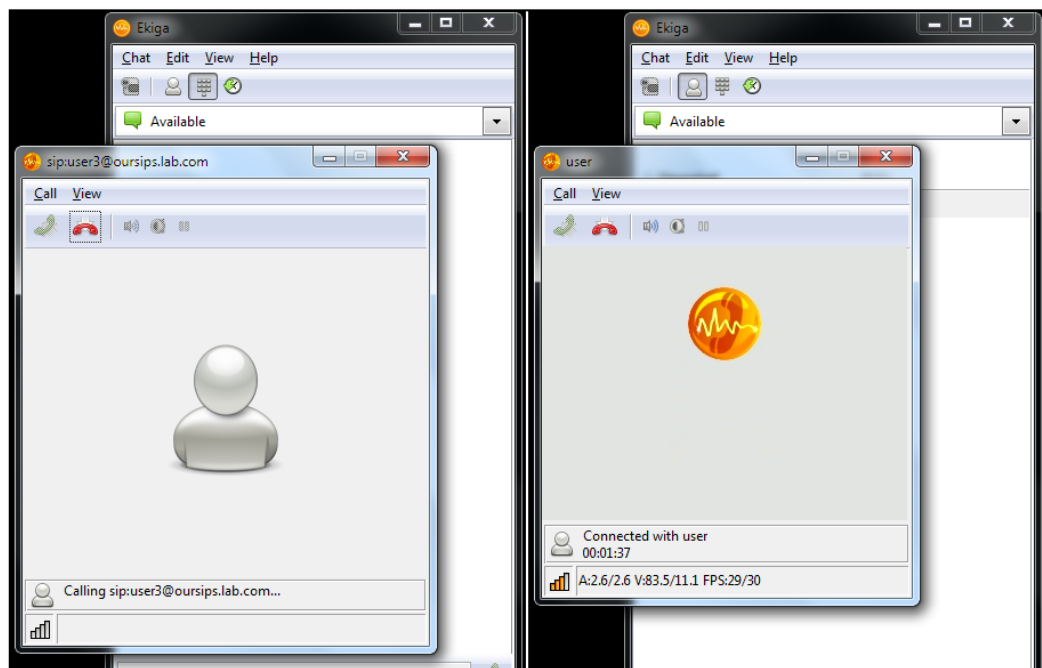 Ekiga
Chat Edit View Help
Available
sip:user3@oursips.lab.com
Call View
Calling sip:user3@oursips.lab.com...
Ekiga
Chat Edit View Help
Available
user
Call View
Connected with user
00:01:37
A:2.6/2.6 V:83.5/11.1 FPS:29/30